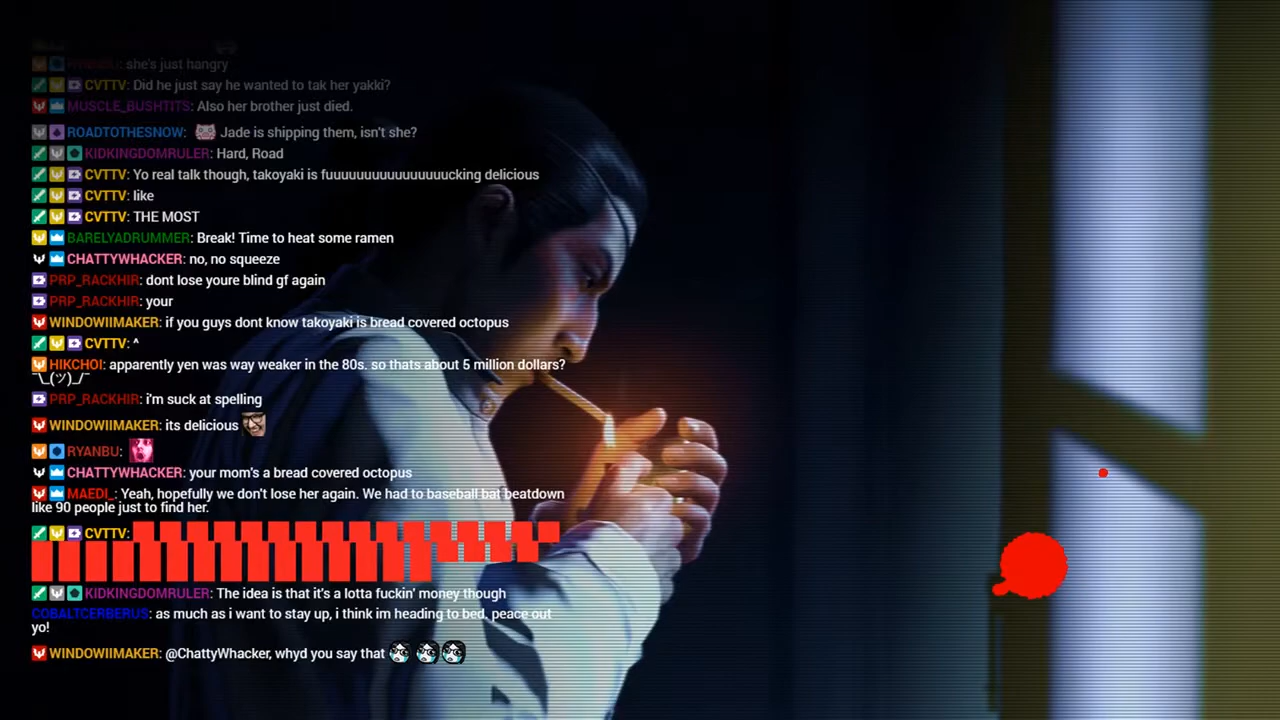 she's just hangry
CVTTV: Did he just say he wanted to tak her yakki?
MUSCLE_BUSHTITS: Also her brother just died.
ROADTOTHESNOW: Jade is shipping them, isn't she?
KIDKINGDOMRULER: Hard, Road
CVTTV: Yo real talk though, takoyaki is fuuuuuuuuuuuuuuuucking delicious
CVTTV: like
CVTTV: THE MOST
BARELYADRUMMER: Break! Time to heat some ramen
CHATTYWHACKER: no, no squeeze
PRP_RACKHIR: dont lose youre blind gf again
PRP_RACKHIR: your
WINDOWIIMAKER: if you guys dont know takoyaki is bread covered octopus
CVTTV: ^
HIKCHOI: apparently yen was way weaker in the 80s. so thats about 5 million dollars?
¯\_(ツ)_/¯
PRP_RACKHIR: i'm suck at spelling
WINDOWIIMAKER: its delicious
RYANBU:
CHATTYWHACKER: your mom's a bread covered octopus
MAEDI_: Yeah, hopefully we don't lose her again. We had to baseball bat beatdown
like 90 people just to find her.
CVTTV:
KIDKINGDOMRULER: The idea is that it's a lotta fuckin' money though
COBALTCERBERUS: as much as i want to stay up, i think im heading to bed. peace out
yo!
WINDOWIIMAKER: @ChattyWhacker, whyd you say that